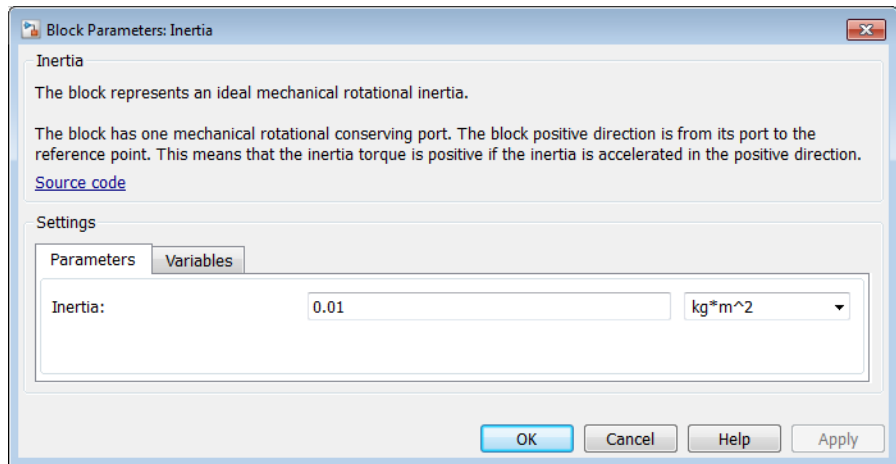 Block Parameters: Inertia
Inertia
The block represents an ideal mechanical rotational inertia.
The block has one mechanical rotational conserving port. The block positive direction is from its port to the
reference point. This means that the inertia torque is positive if the inertia is accelerated in the positive direction.
Source code
Settings
Parameters Variables
Inertia: 0.01 kg*m^2
OK Cancel Help Apply